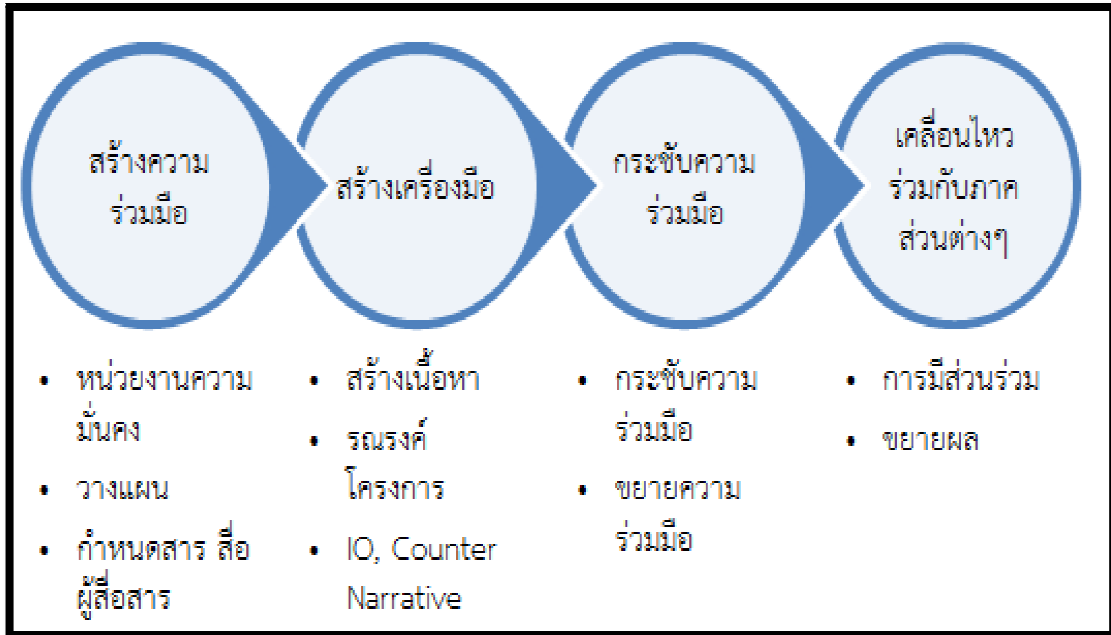 สร้างความ
ร่วมมือ
สร้างเครื่องมือ
กระชับความ
ร่วมมือ
เคลื่อนไหว
ร่วมกับภาค
ส่วนต่างๆ
• หน่วยงานความ
มั่นคง
• วางแผน
• กำหนดสาร สื่อ
ผู้สื่อสาร
• สร้างเนื้อหา
• รณรงค์
โครงการ
• IO, Counter
Narrative
• กระชับความ
ร่วมมือ
• ขยายความ
ร่วมมือ
• การมีส่วนร่วม
• ขยายผล